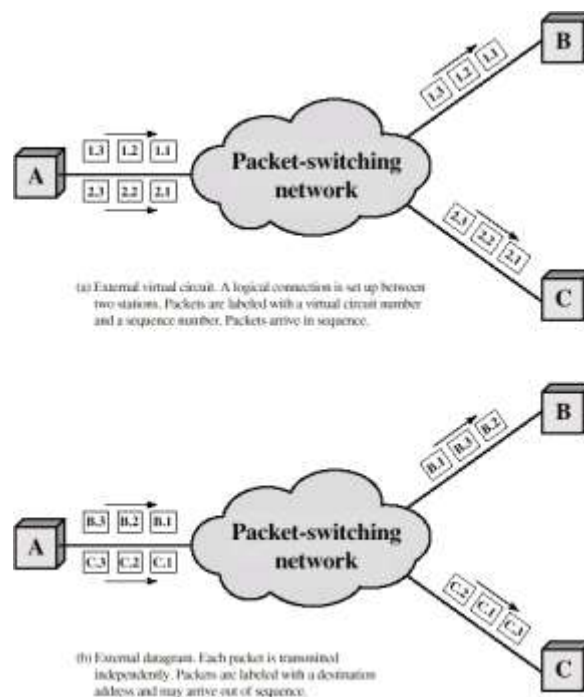 B
1.3 1.2 1.1
1.3 1.2 1.1
A
Packet-switching
network
2.3 2.2 2.1
2.3 2.2 2.1
C
(a) External virtual circuit. A logical connection is set up between
two stations. Packets are labeled with a virtual circuit number
and a sequence number. Packets arrive in sequence.
B
B.1 B.3 B.2
B.3 B.2 B.1
A
Packet-switching
network
C.3 C.2 C.1
C.2 C.1 C.3
C
(b) External datagram. Each packet is transmitted
independently. Packets are labeled with a destination
address and may arrive out of sequence.